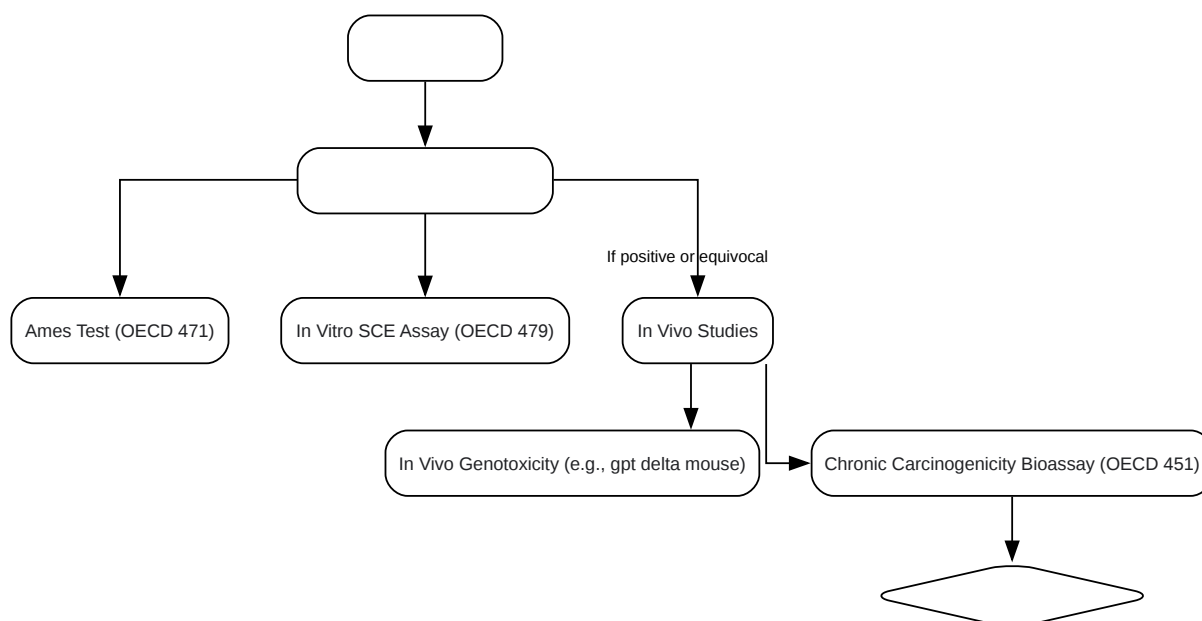 If positive or equivocal
Ames Test (OECD 471)
In Vitro SCE Assay (OECD 479)
In Vivo Studies
In Vivo Genotoxicity (e.g., gpt delta mouse)
Chronic Carcinogenicity Bioassay (OECD 451)